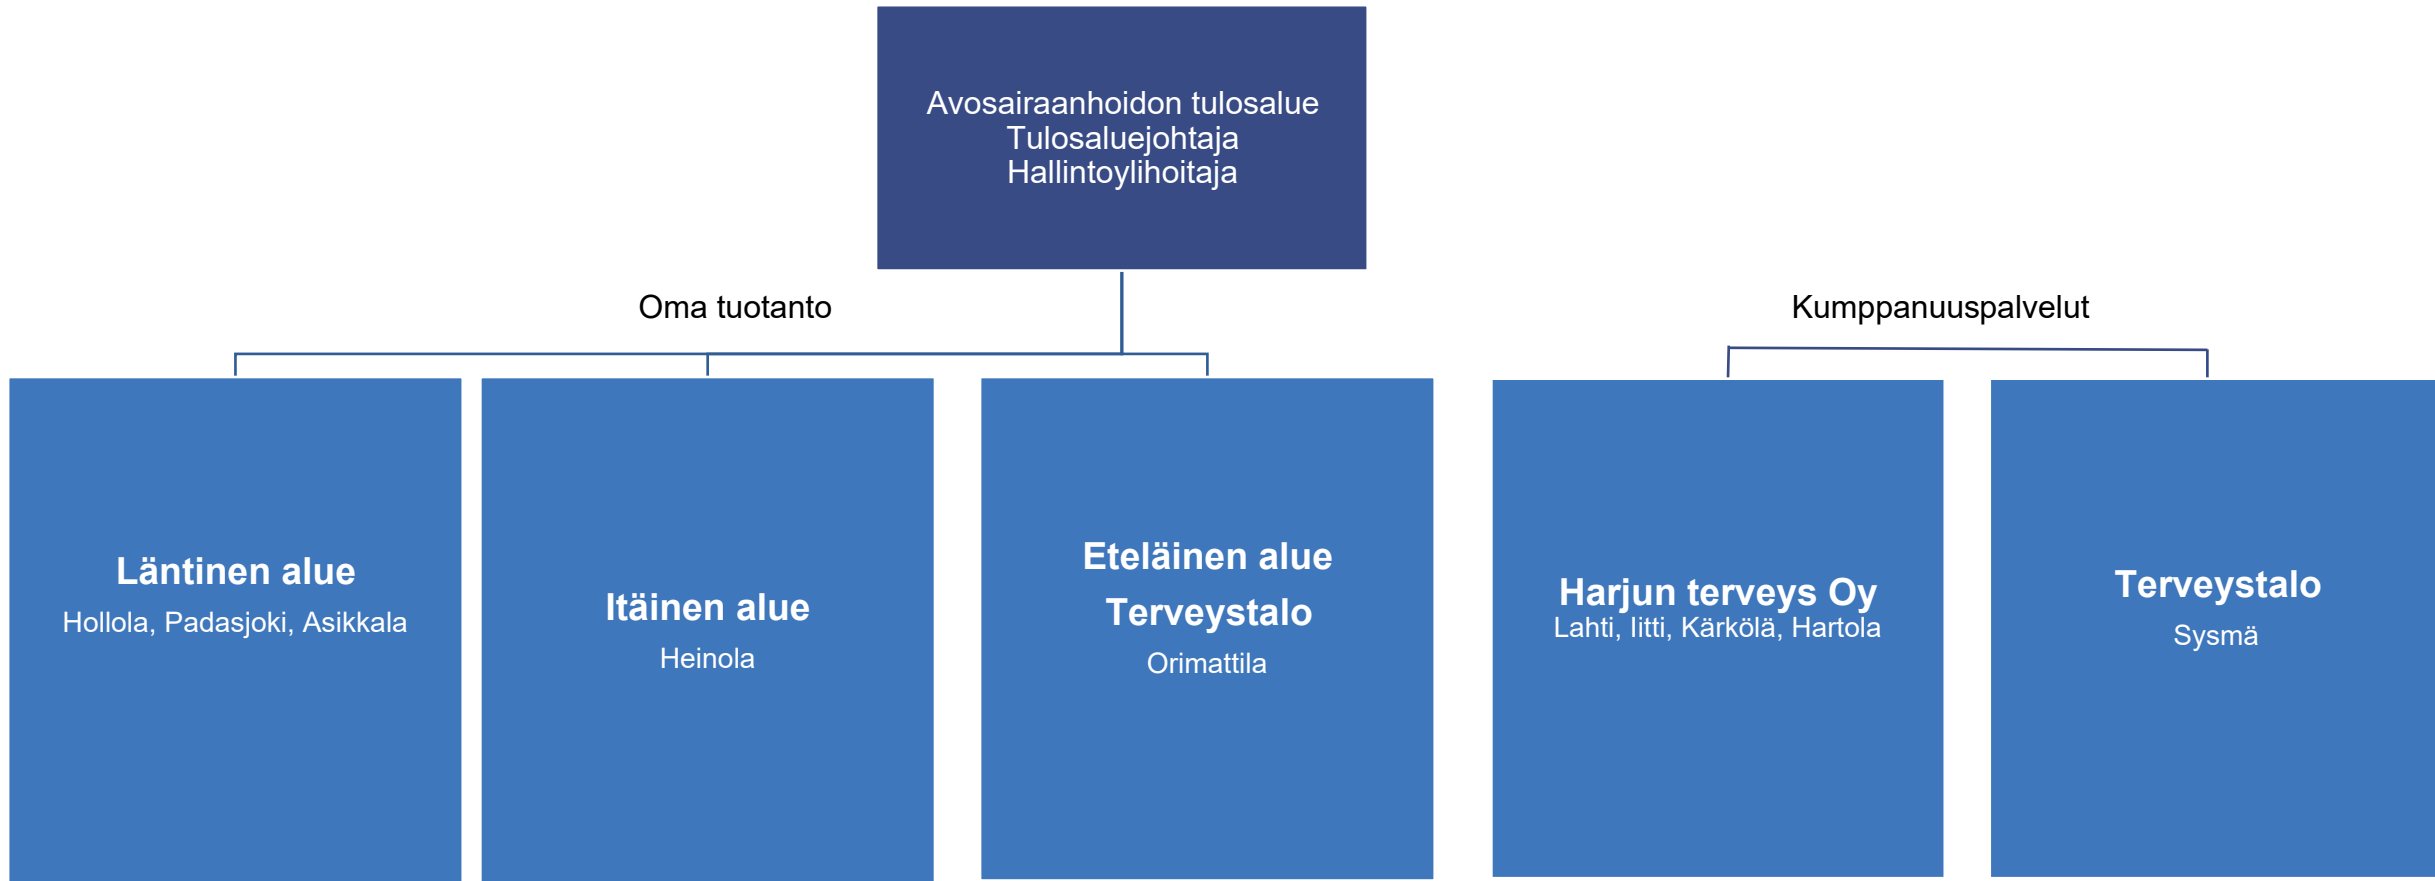 Avosairaanhoidon tulosalue
Tulosaluejohtaja
Hallintoylihoitaja
Oma tuotanto
Kumppanuuspalvelut
Läntinen alue
Hollola, Padasjoki, Asikkala
Itäinen alue
Heinola
Eteläinen alue
Terveystalo
Orimattila
Harjun terveys Oy
Lahti, Iitti, Kärkölä, Hartola
Terveystalo
Sysmä